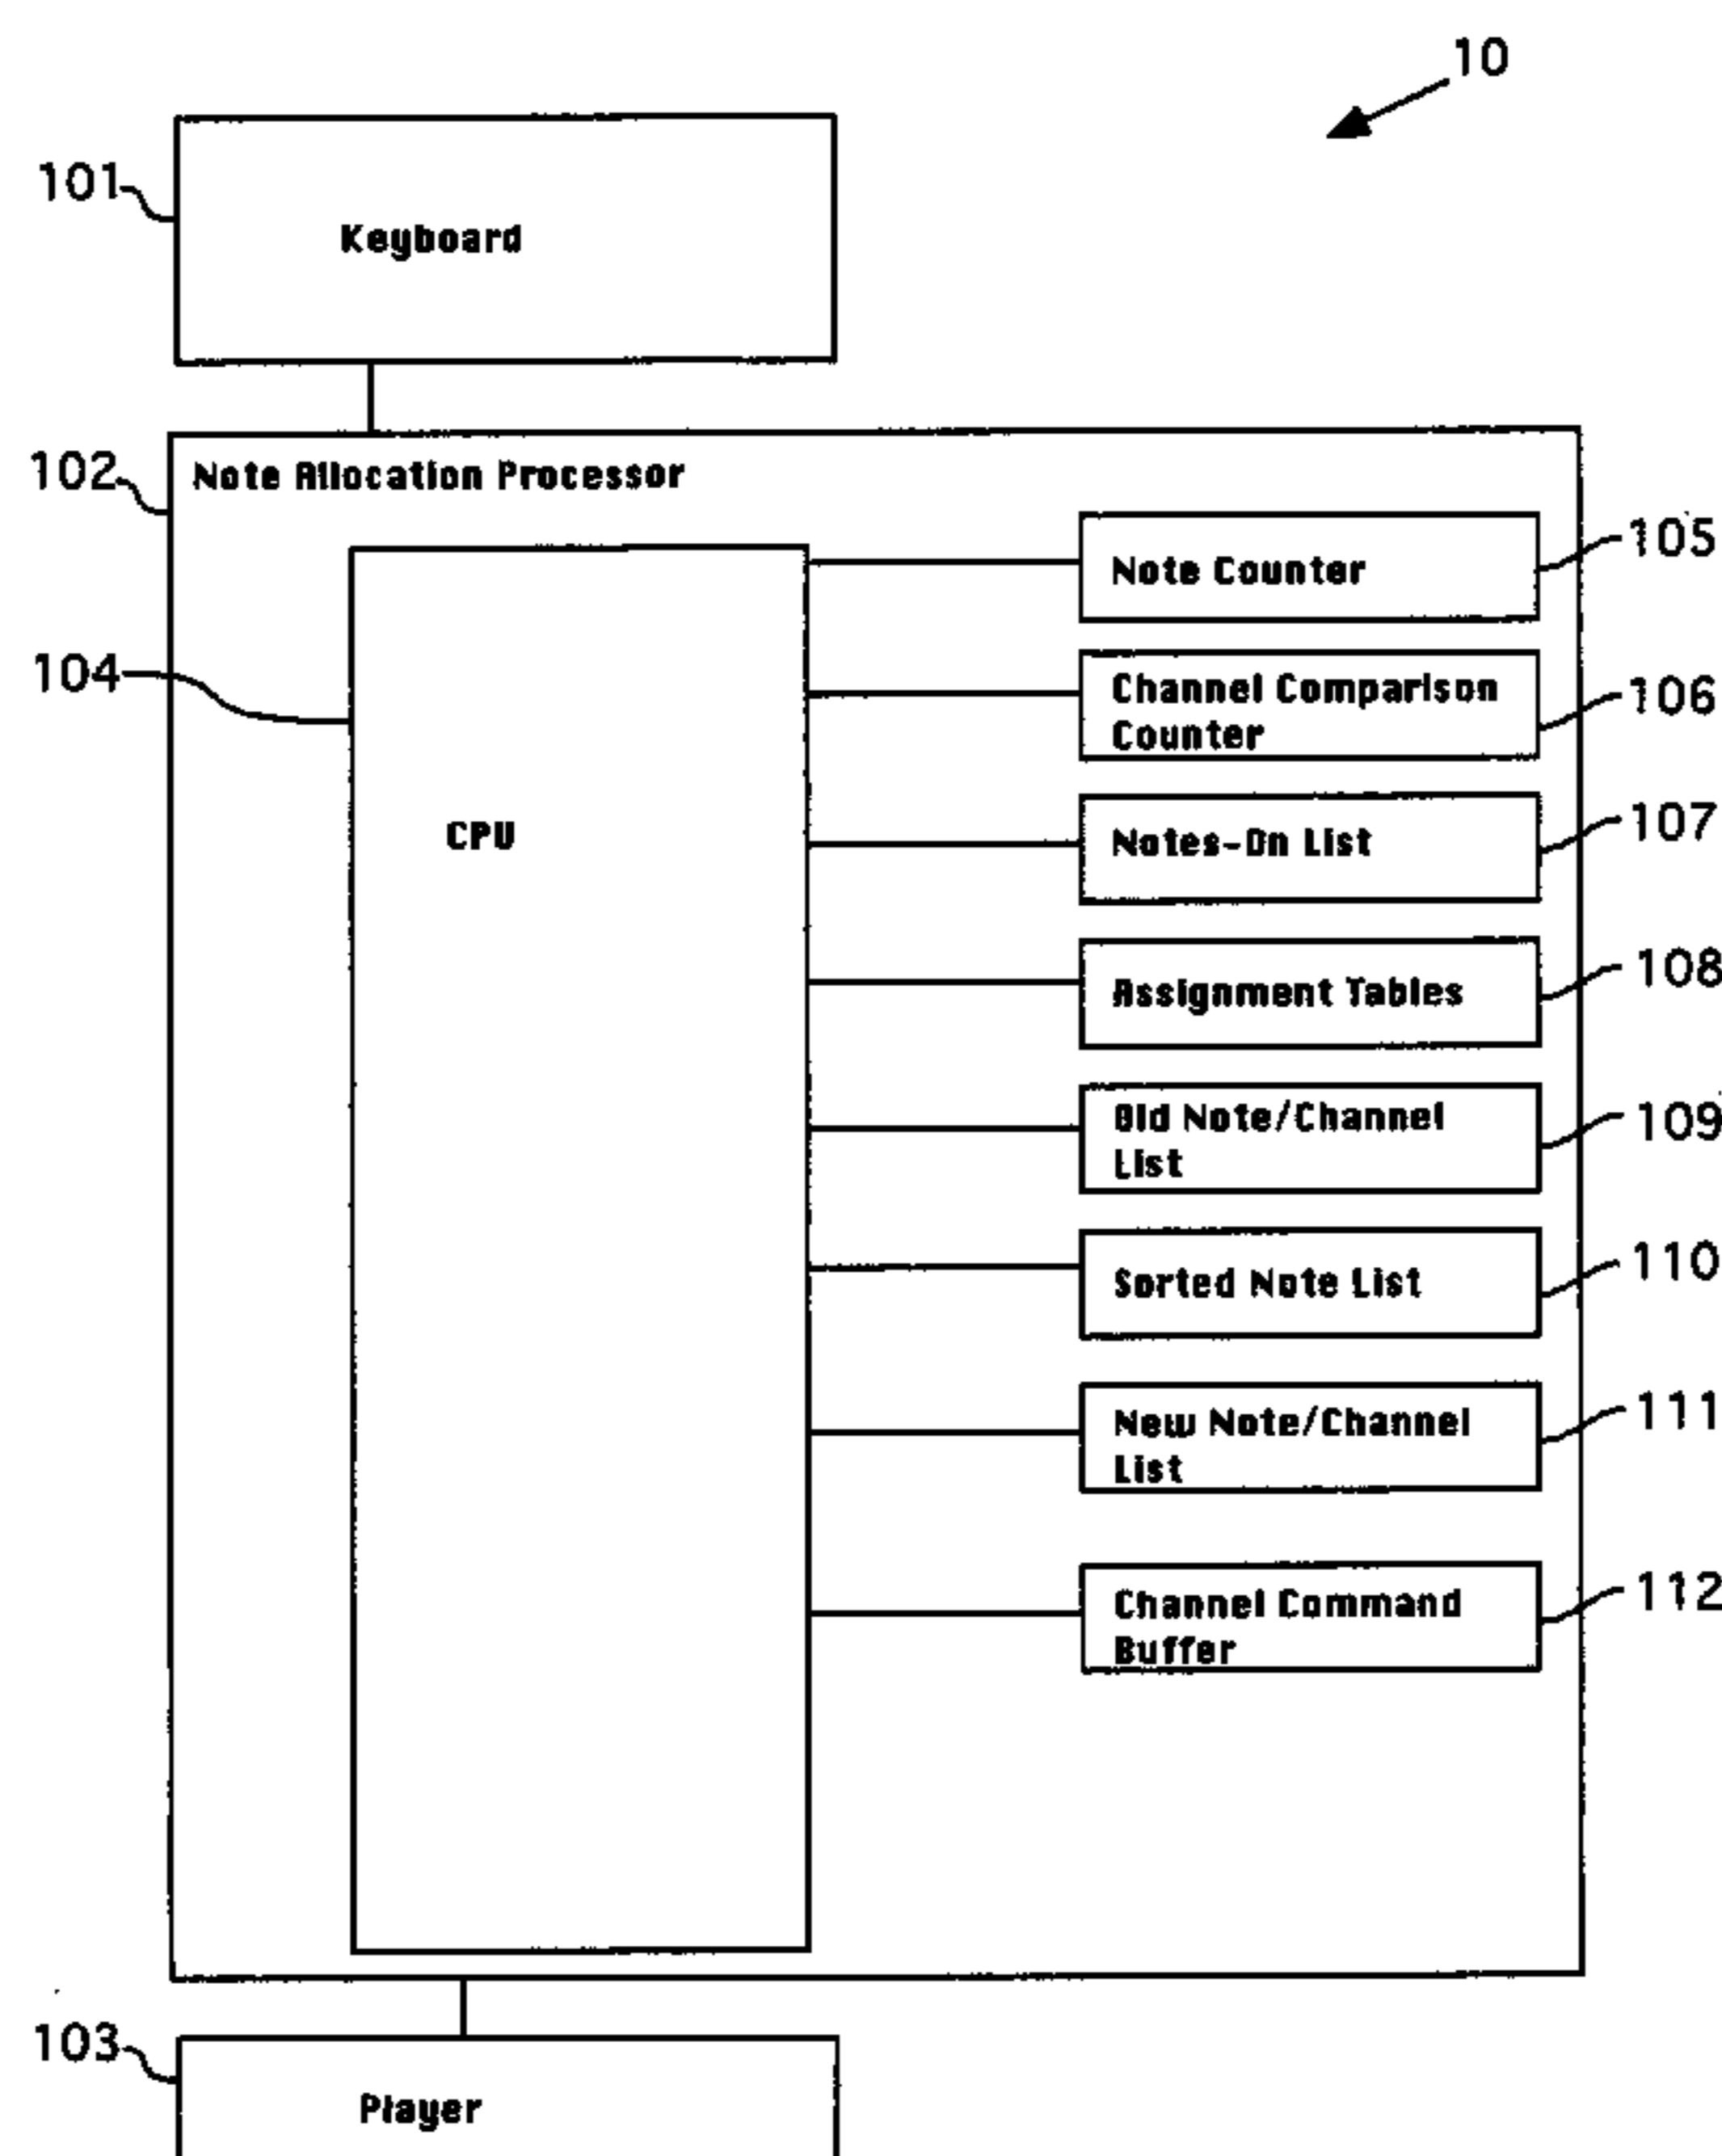 10
101
Keyboard
102
Note Allocation Processor
105
Note Counter
104
106
Channel Comparison
Counter
CPU
107
Notes-On List
108
Assignment Tables
109
Old Note/Channel
List
110
Sorted Note List
111
New Note/Channel
List
112
Channel Command
Buffer
103
Player